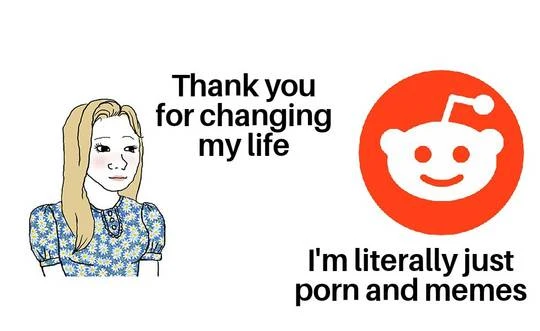 Thank you
for changing
my life
I'm literally just
porn and memes